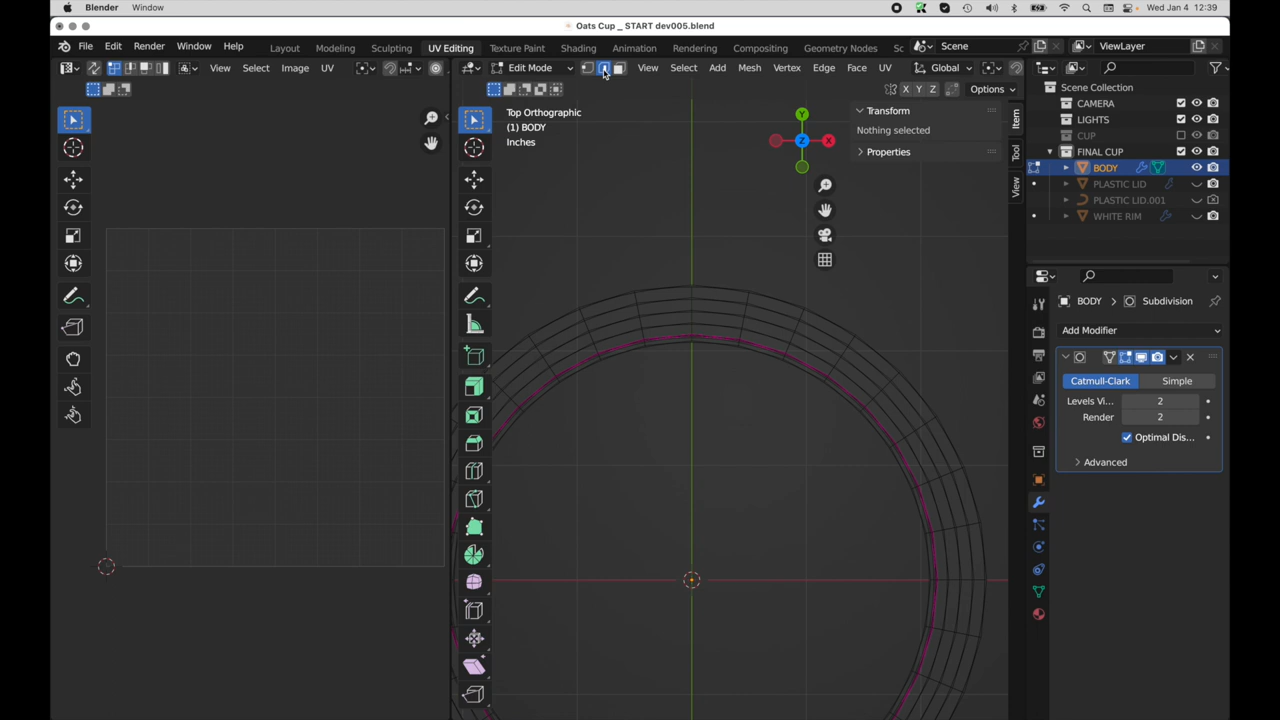 Blender Window Wed Jan 4 12:39
Oats Cup _ START dev005.blend
File Edit Render Window Help Layout Modeling Sculpting UV Editing Texture Paint Shading Animation Rendering Compositing Geometry Nodes Sc Scene ViewLayer
View Select Image UV Edit Mode View Select Add Mesh Vertex Edge Face UV Global
X Y Z Options
Top Orthographic
(1) BODY
Inches
Y
X
Z
Transform
Nothing selected
Properties
Item
Tool
View
Scene Collection
CAMERA
LIGHTS
CUP
FINAL CUP
BODY
PLASTIC LID
PLASTIC LID.001
WHITE RIM
BODY Subdivision
Add Modifier
Catmull-Clark Simple
Levels Vi... 2
Render 2
Optimal Dis...
Advanced